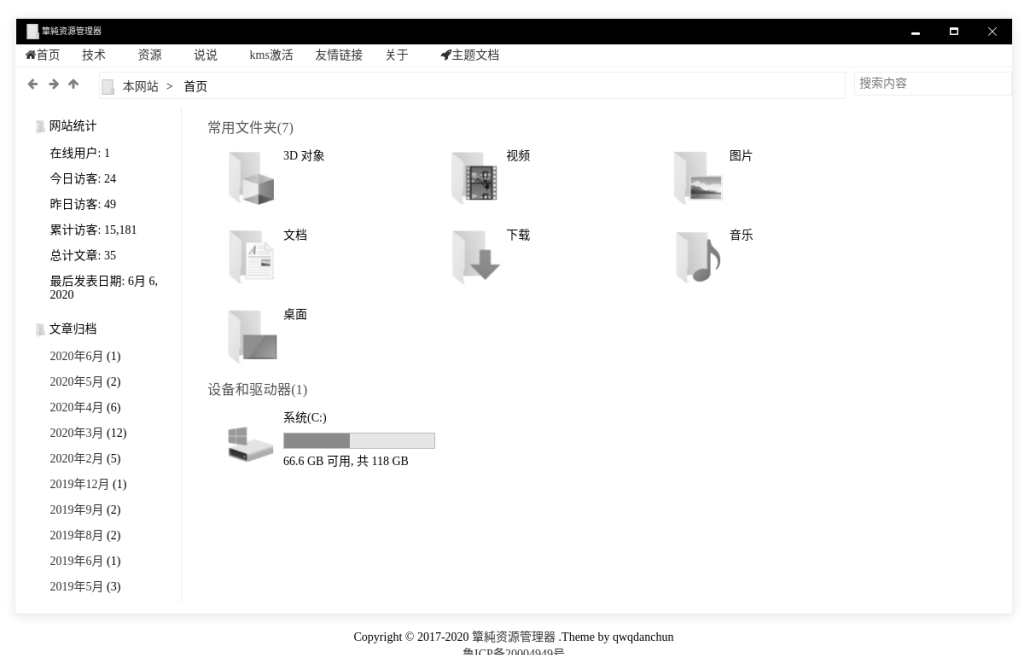 肈純资源管理器
首页 技术 资源 说说 kms激活 友情链接 关于 主题文档
本网站 > 首页
搜索内容
网站统计
在线用户: 1
今日访客: 24
昨日访客: 49
累计访客: 15,181
总计文章: 35
最后发表日期: 6月 6,
2020
文章归档
2020年6月 (1)
2020年5月 (2)
2020年4月 (6)
2020年3月 (12)
2020年2月 (5)
2019年12月 (1)
2019年9月 (2)
2019年8月 (2)
2019年6月 (1)
2019年5月 (3)
常用文件夹(7)
3D 对象
视频
图片
文档
下载
音乐
桌面
设备和驱动器(1)
系统(C:)
66.6 GB 可用, 共 118 GB
Copyright © 2017-2020 肈純资源管理器 .Theme by qwqdanchun
鲁ICP备20004949号